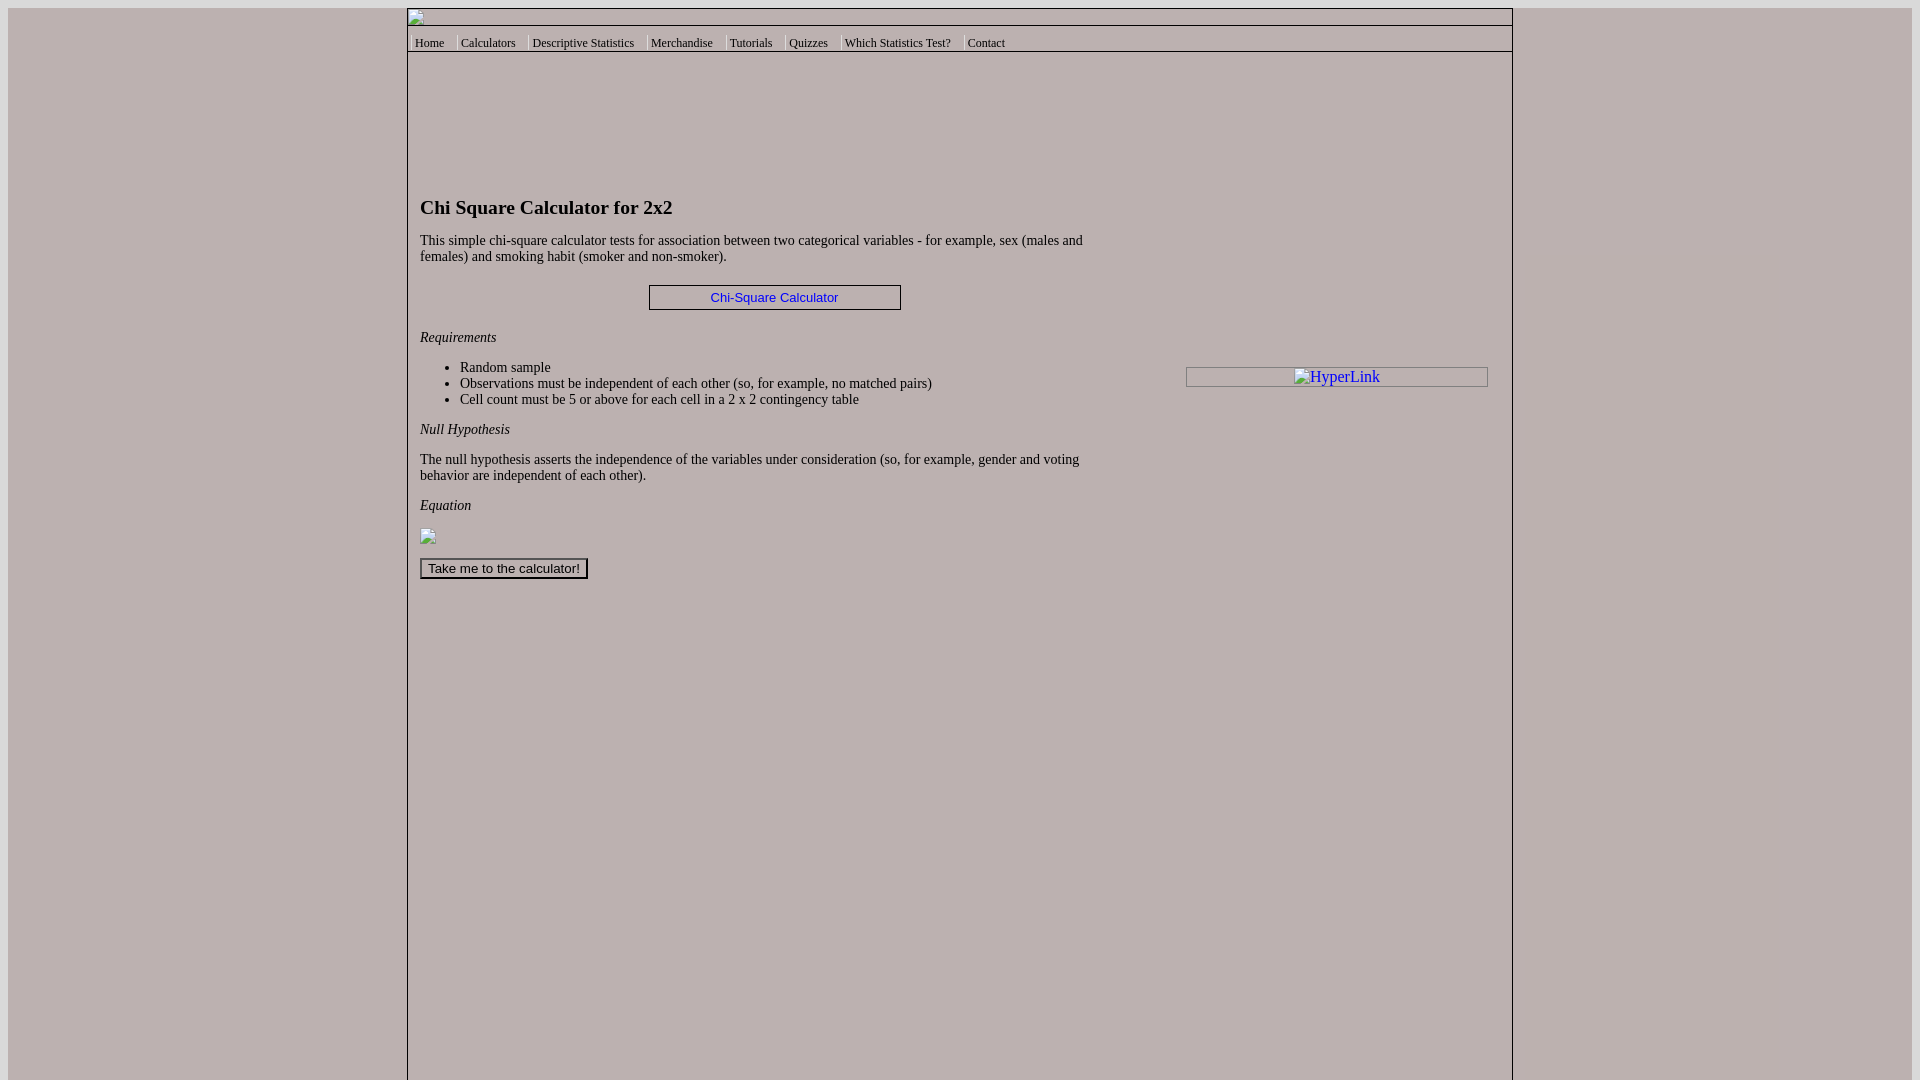 Home Calculators Descriptive Statistics Merchandise Tutorials Quizzes Which Statistics Test? Contact
Chi Square Calculator for 2x2
This simple chi-square calculator tests for association between two categorical variables - for example, sex (males and
females) and smoking habit (smoker and non-smoker).
Chi-Square Calculator
Requirements
Random sample
Observations must be independent of each other (so, for example, no matched pairs)
Cell count must be 5 or above for each cell in a 2 x 2 contingency table
HyperLink
Null Hypothesis
The null hypothesis asserts the independence of the variables under consideration (so, for example, gender and voting
behavior are independent of each other).
Equation
Take me to the calculator!